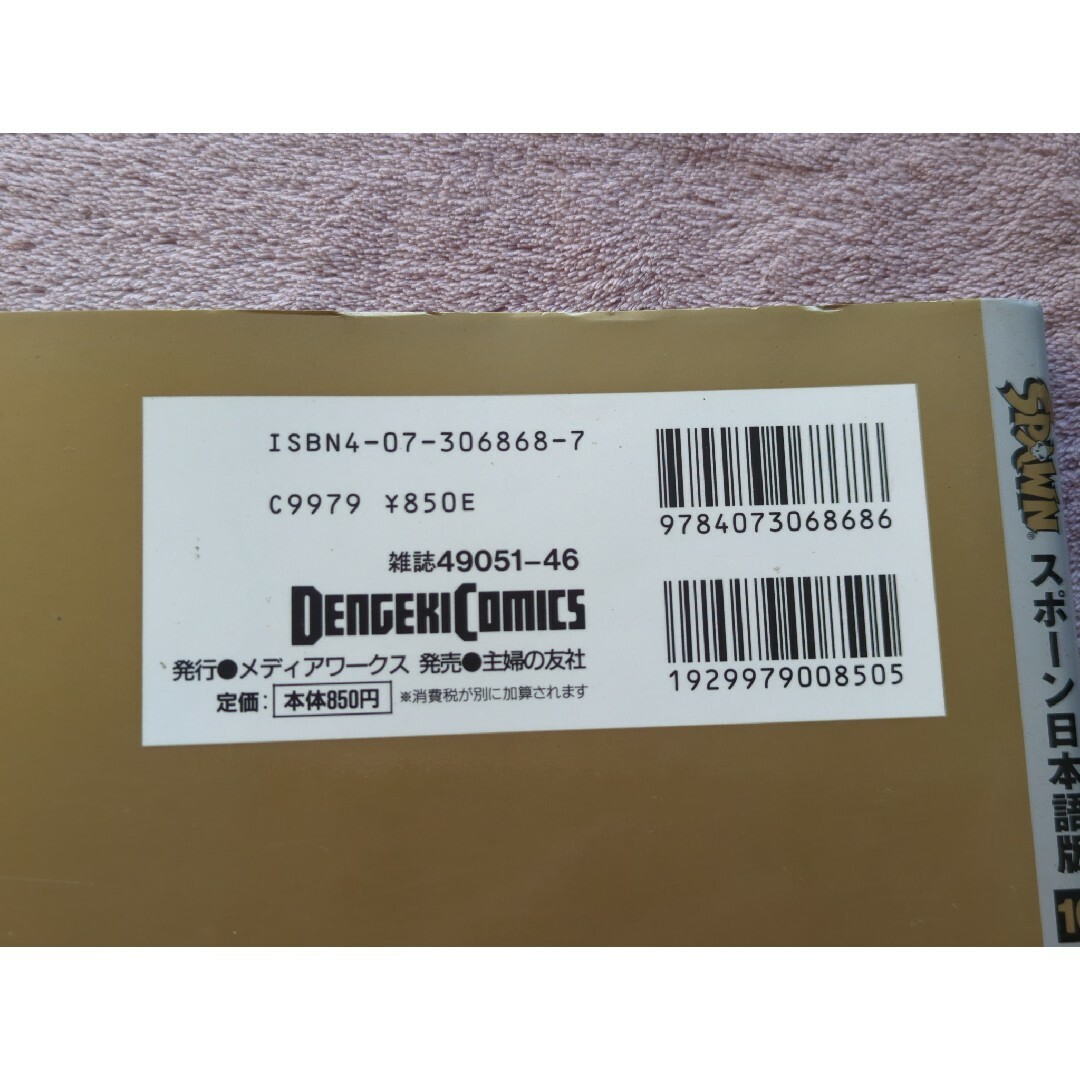 ISBN4-07-306868-7
C9979 ¥850E
雑誌49051-46
DENGEKI COMICS
発行●メディアワークス 発売●主婦の友社
定価: 本体850円 ※消費税が別に加算されます
9784073068686
1929979008505
SPAWN® スポーン日本語版